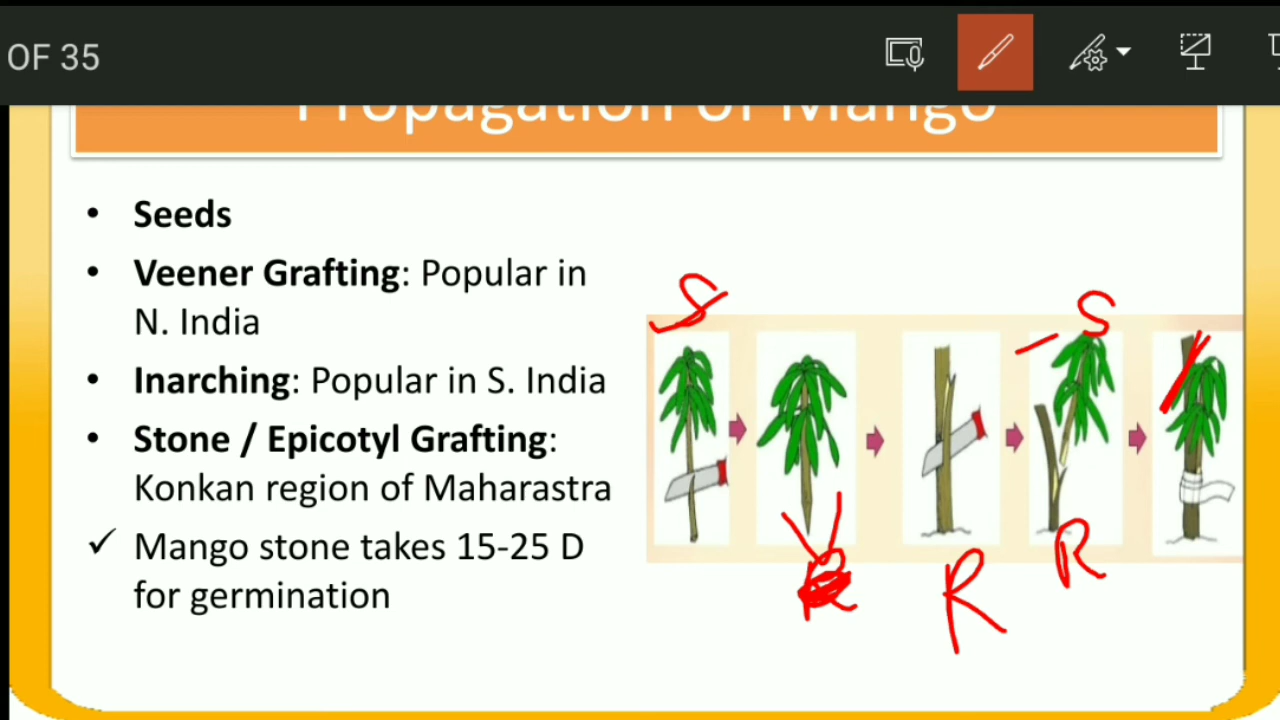 OF 35
Propagation of Mango
• Seeds
• Veener Grafting: Popular in
N. India
• Inarching: Popular in S. India
• Stone / Epicotyl Grafting:
Konkan region of Maharastra
✓ Mango stone takes 15-25 D
for germination
S
S
R
R
R